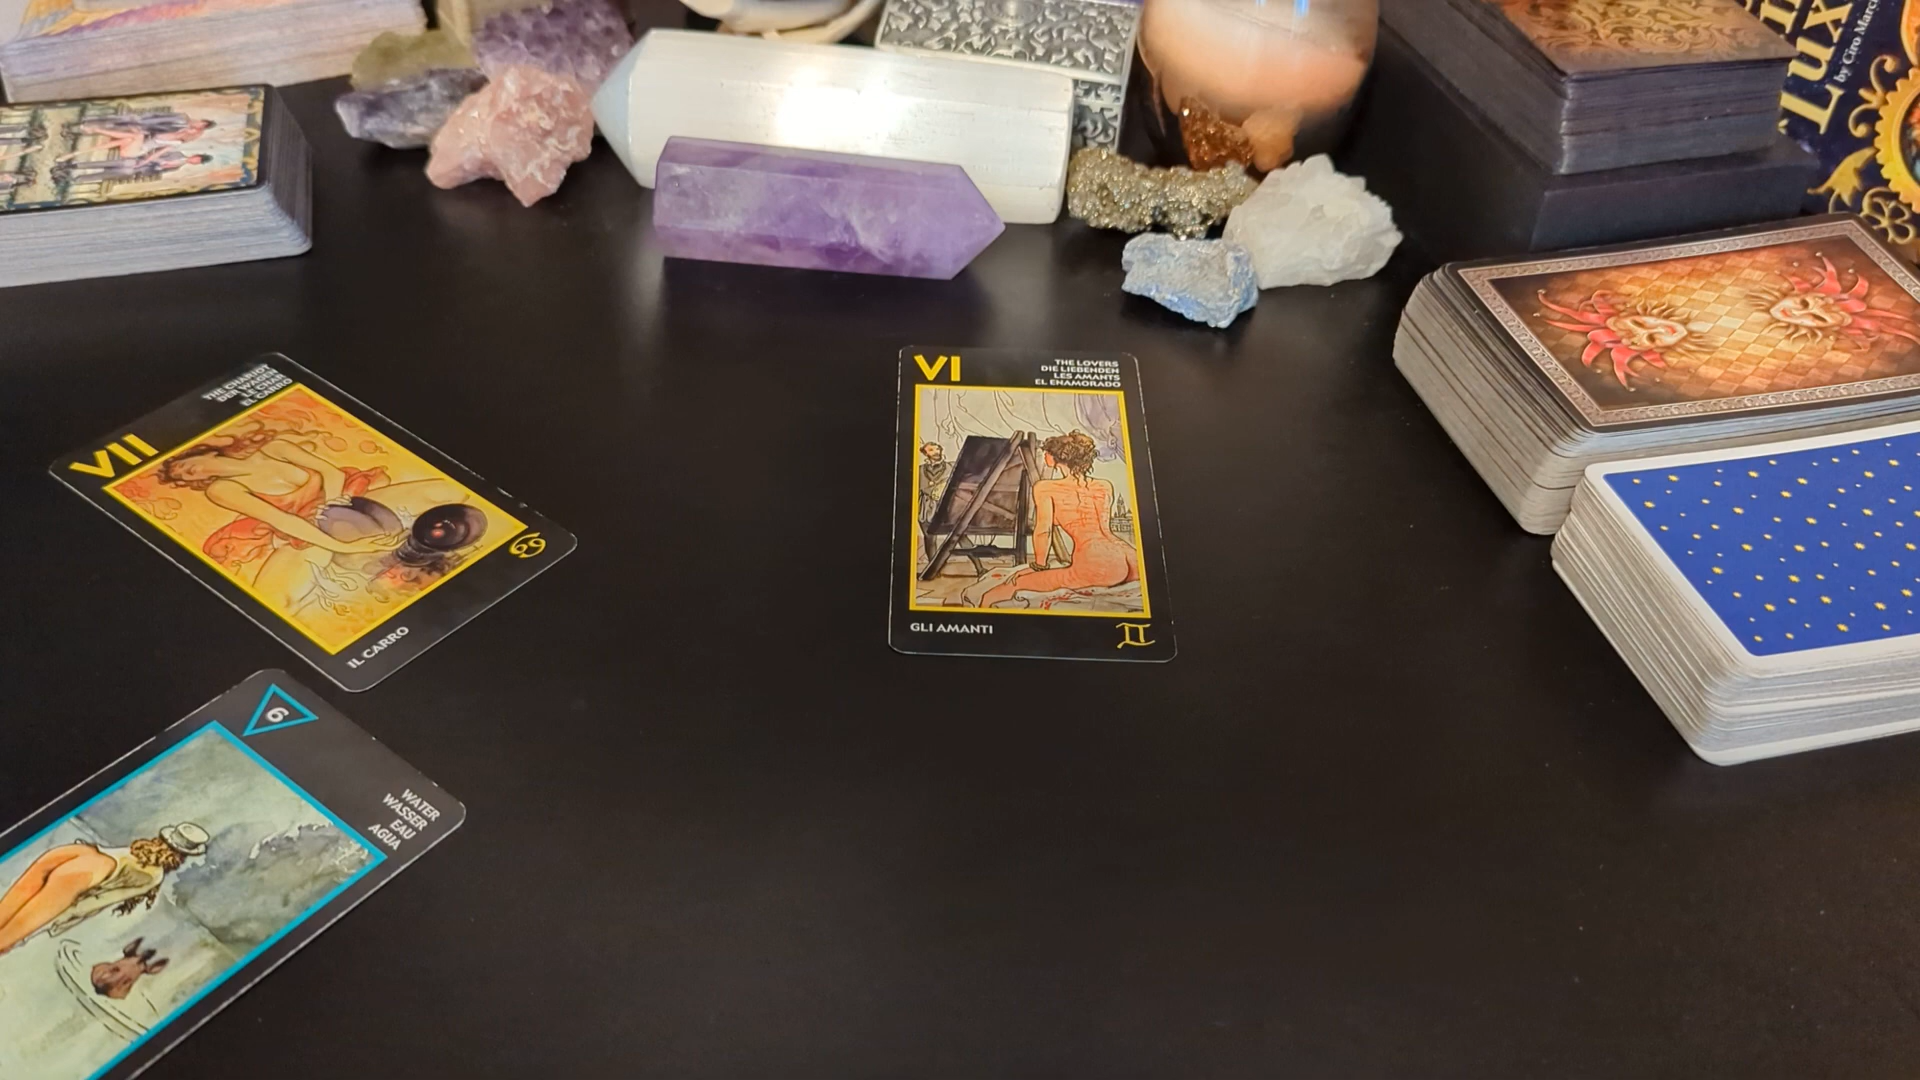 Lux
by Ciro Marc
VII
THE CHARIOT
DER WAGEN
LE CHAR
EL CARRO
IL CARRO
VI
THE LOVERS
DIE LIEBENDEN
LES AMANTS
EL ENAMORADO
GLI AMANTI
6
WATER
WASSER
EAU
AGUA